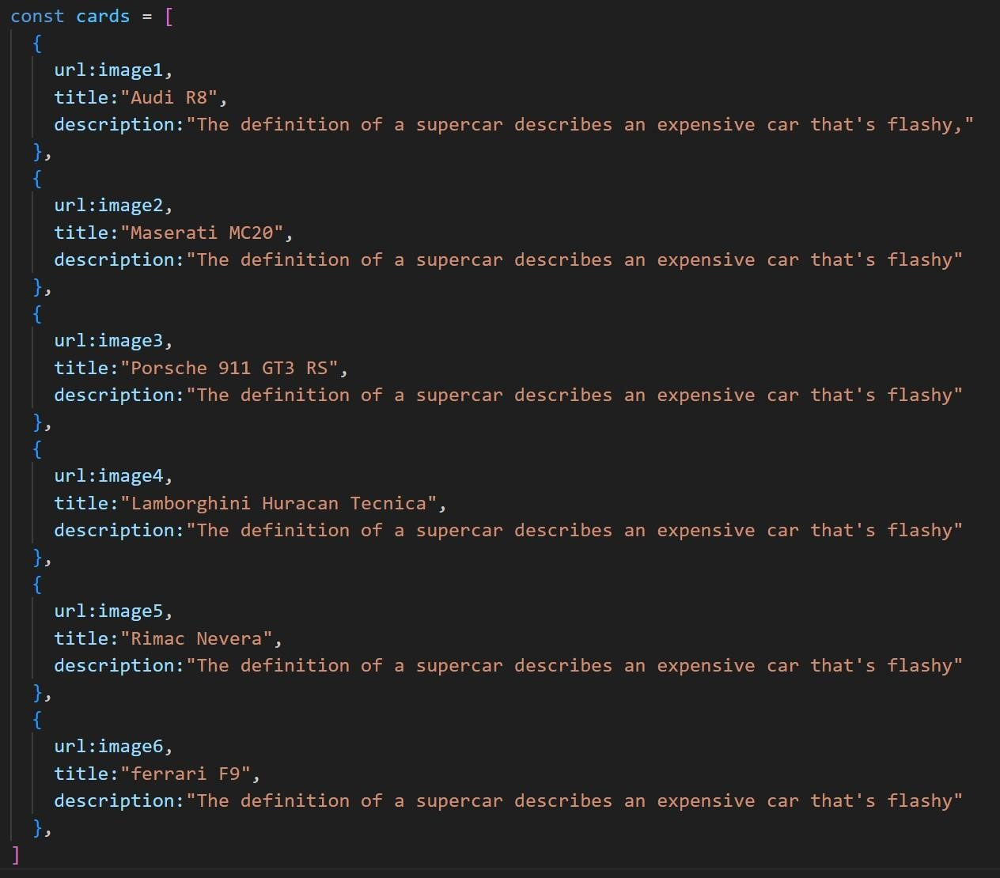 const cards = [
{
url:image1,
title:"Audi R8",
description:"The definition of a supercar describes an expensive car that's flashy,"
},
{
url:image2,
title:"Maserati MC20",
description:"The definition of a supercar describes an expensive car that's flashy"
},
{
url:image3,
title:"Porsche 911 GT3 RS",
description:"The definition of a supercar describes an expensive car that's flashy"
},
{
url:image4,
title:"Lamborghini Huracan Tecnica",
description:"The definition of a supercar describes an expensive car that's flashy"
},
{
url:image5,
title:"Rimac Nevera",
description:"The definition of a supercar describes an expensive car that's flashy"
},
{
url:image6,
title:"ferrari F9",
description:"The definition of a supercar describes an expensive car that's flashy"
},
]